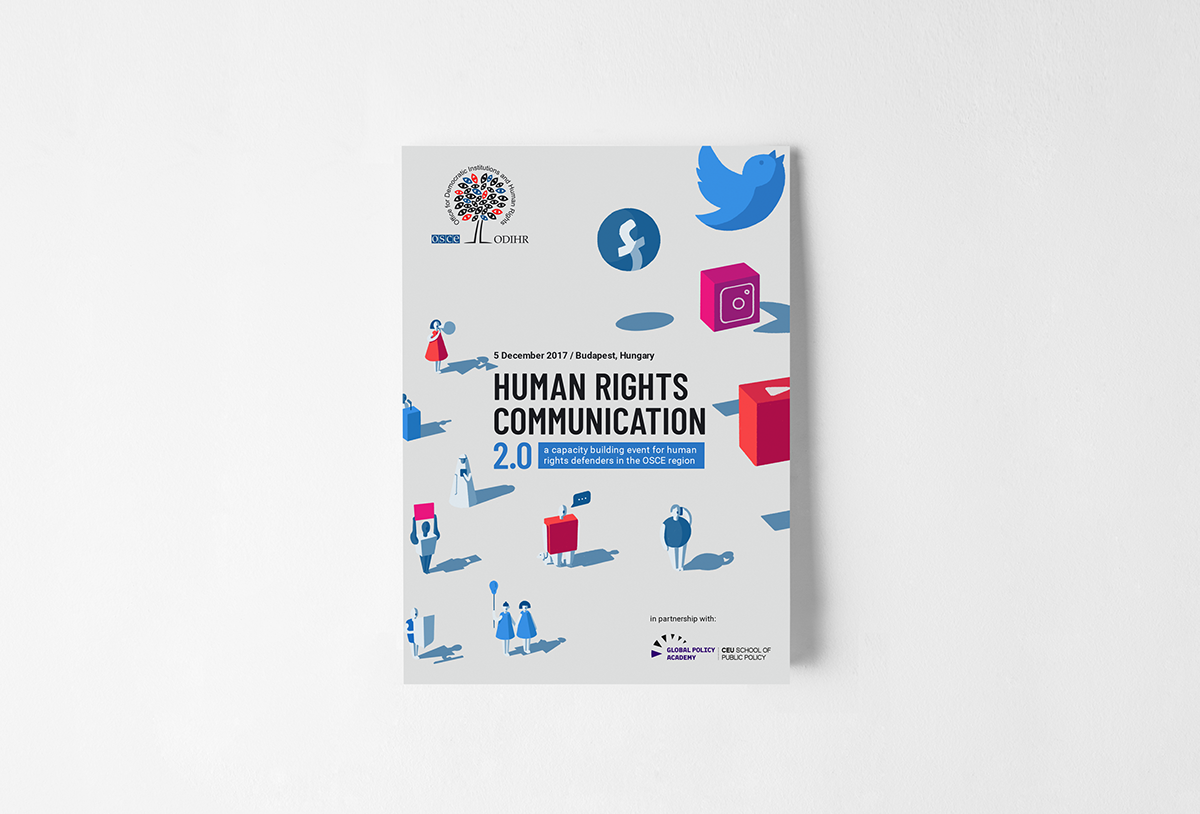 Office for Democratic Institutions and Human Rights
OSCE
ODIHR
5 December 2017 / Budapest, Hungary
HUMAN RIGHTS
COMMUNICATION
2.0
a capacity building event for human
rights defenders in the OSCE region
in partnership with:
GLOBAL POLICY
ACADEMY
CEU SCHOOL OF
PUBLIC POLICY